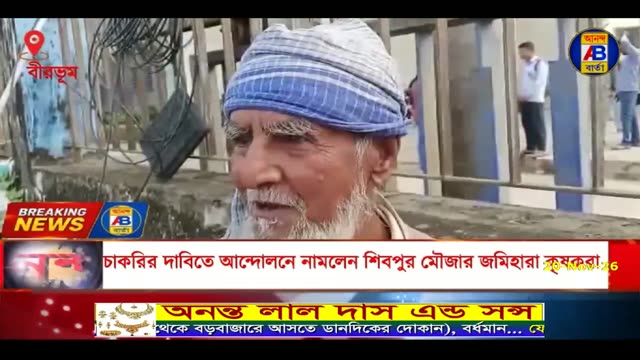 বীরভূম
আনন্দ
AB
বার্তা
BREAKING
NEWS
আনন্দ
AB
বার্তা
চাকরির দাবিতে আন্দোলনে নামলেন শিবপুর মৌজার জমিহারা কৃষকরা
অনন্ত লাল দাস এন্ড সন্স
থেকে বড়বাজারে আসতে ডানদিকের দোকান), বর্ধমান... যে